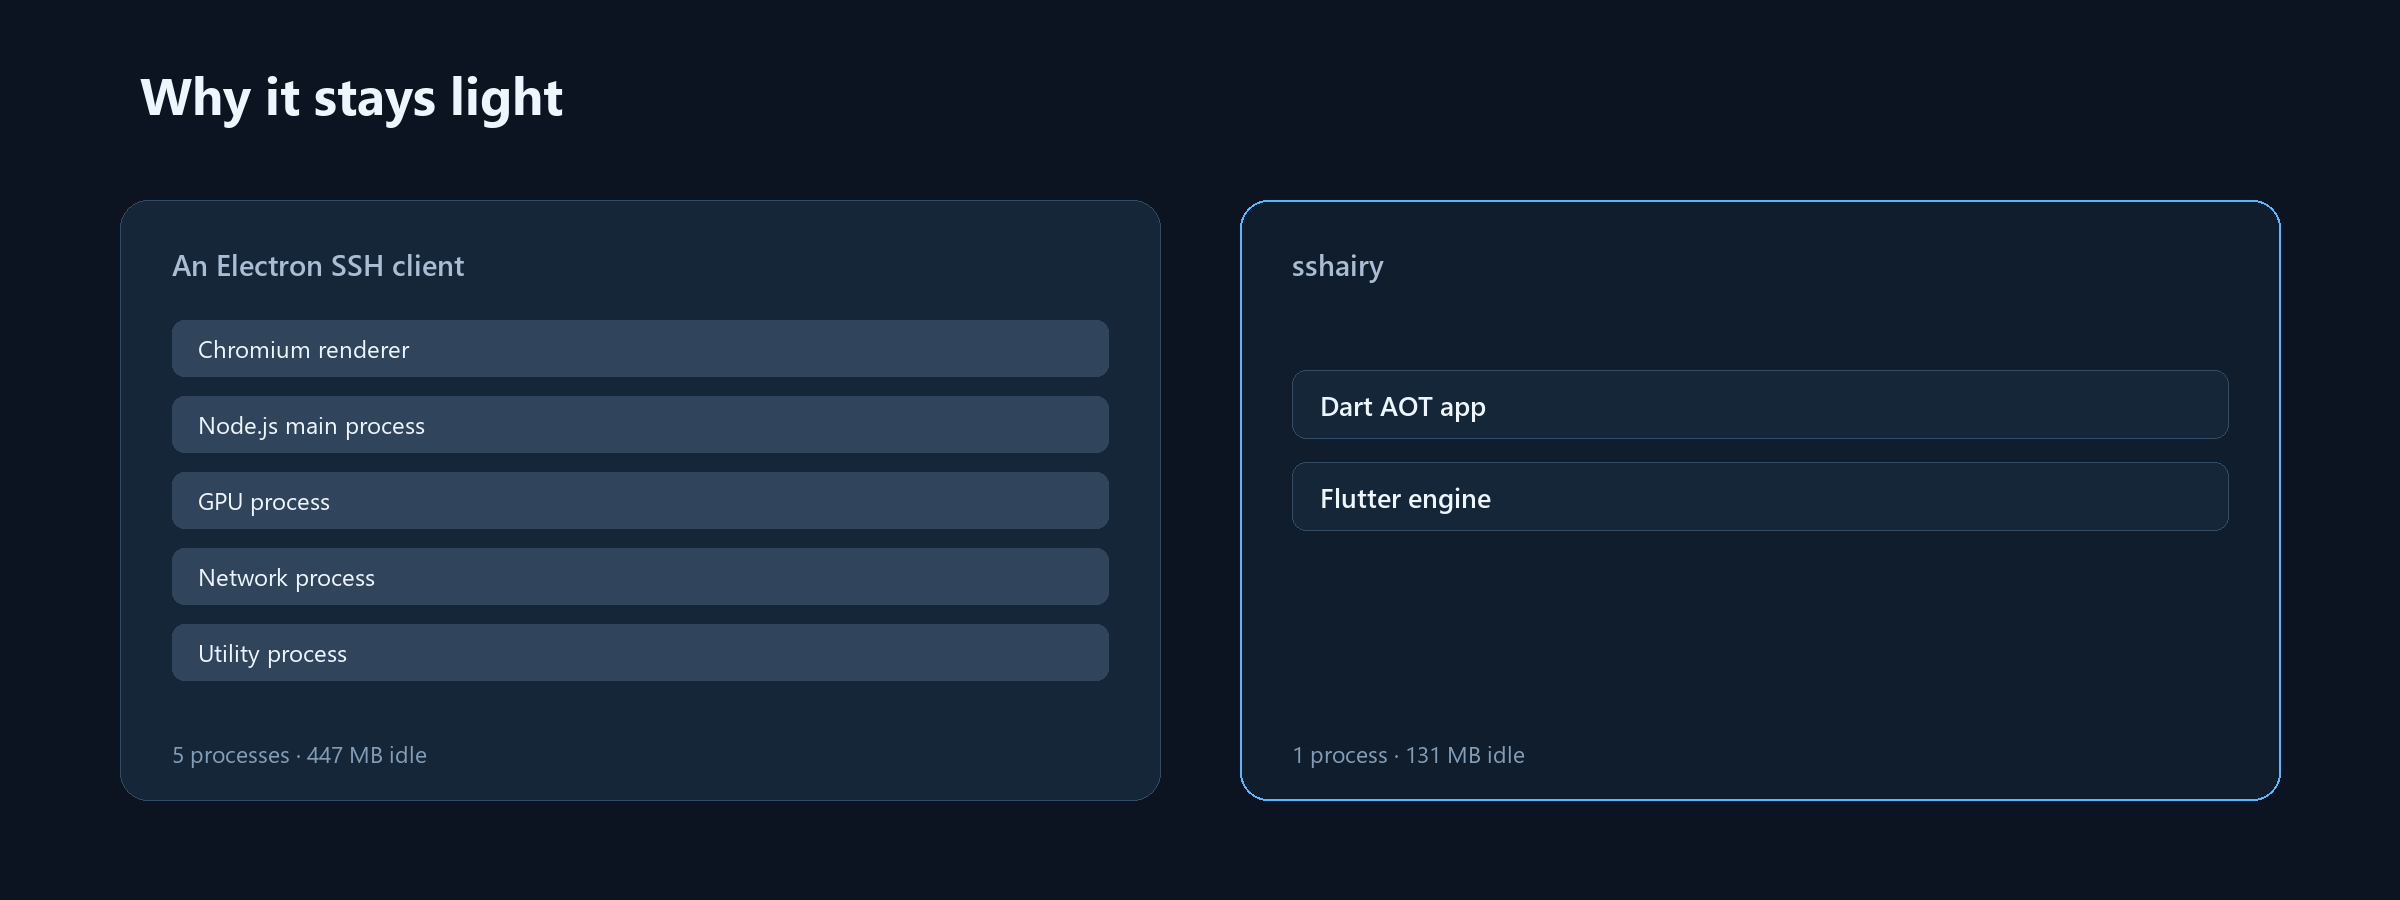 Why it stays light
An Electron SSH client
Chromium renderer
Node.js main process
GPU process
Network process
Utility process
5 processes · 447 MB idle
sshairy
Dart AOT app
Flutter engine
1 process · 131 MB idle